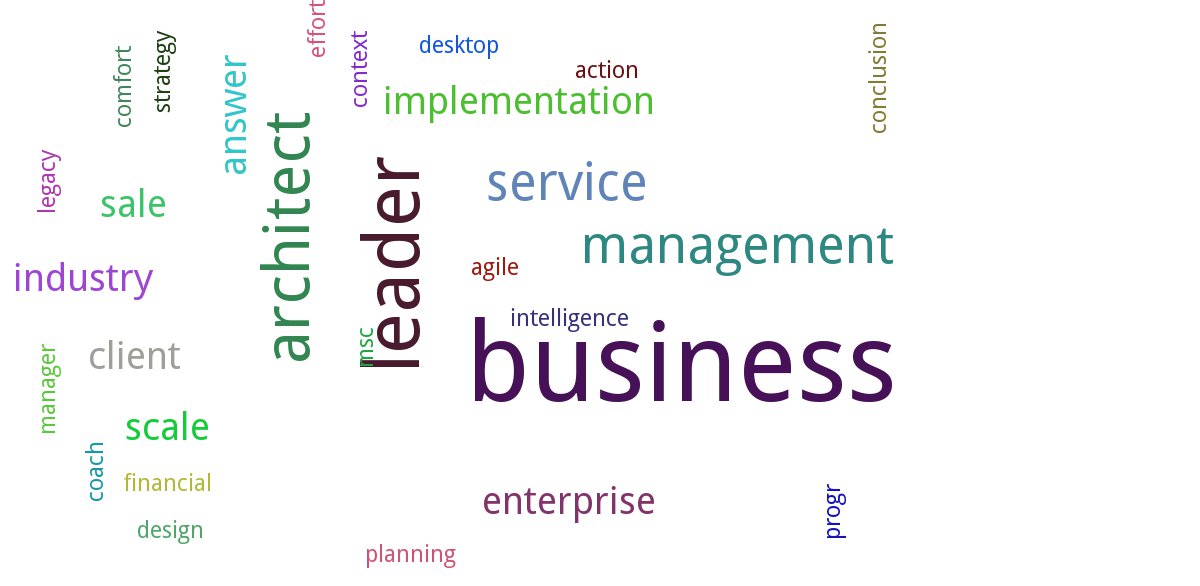 effort
desktop
context
strategy
comfort
conclusion
action
answer
implementation
architect
legacy
leader
service
sale
management
agile
industry
intelligence
msc
business
client
manager
scale
coach
financial
enterprise
progr
design
planning